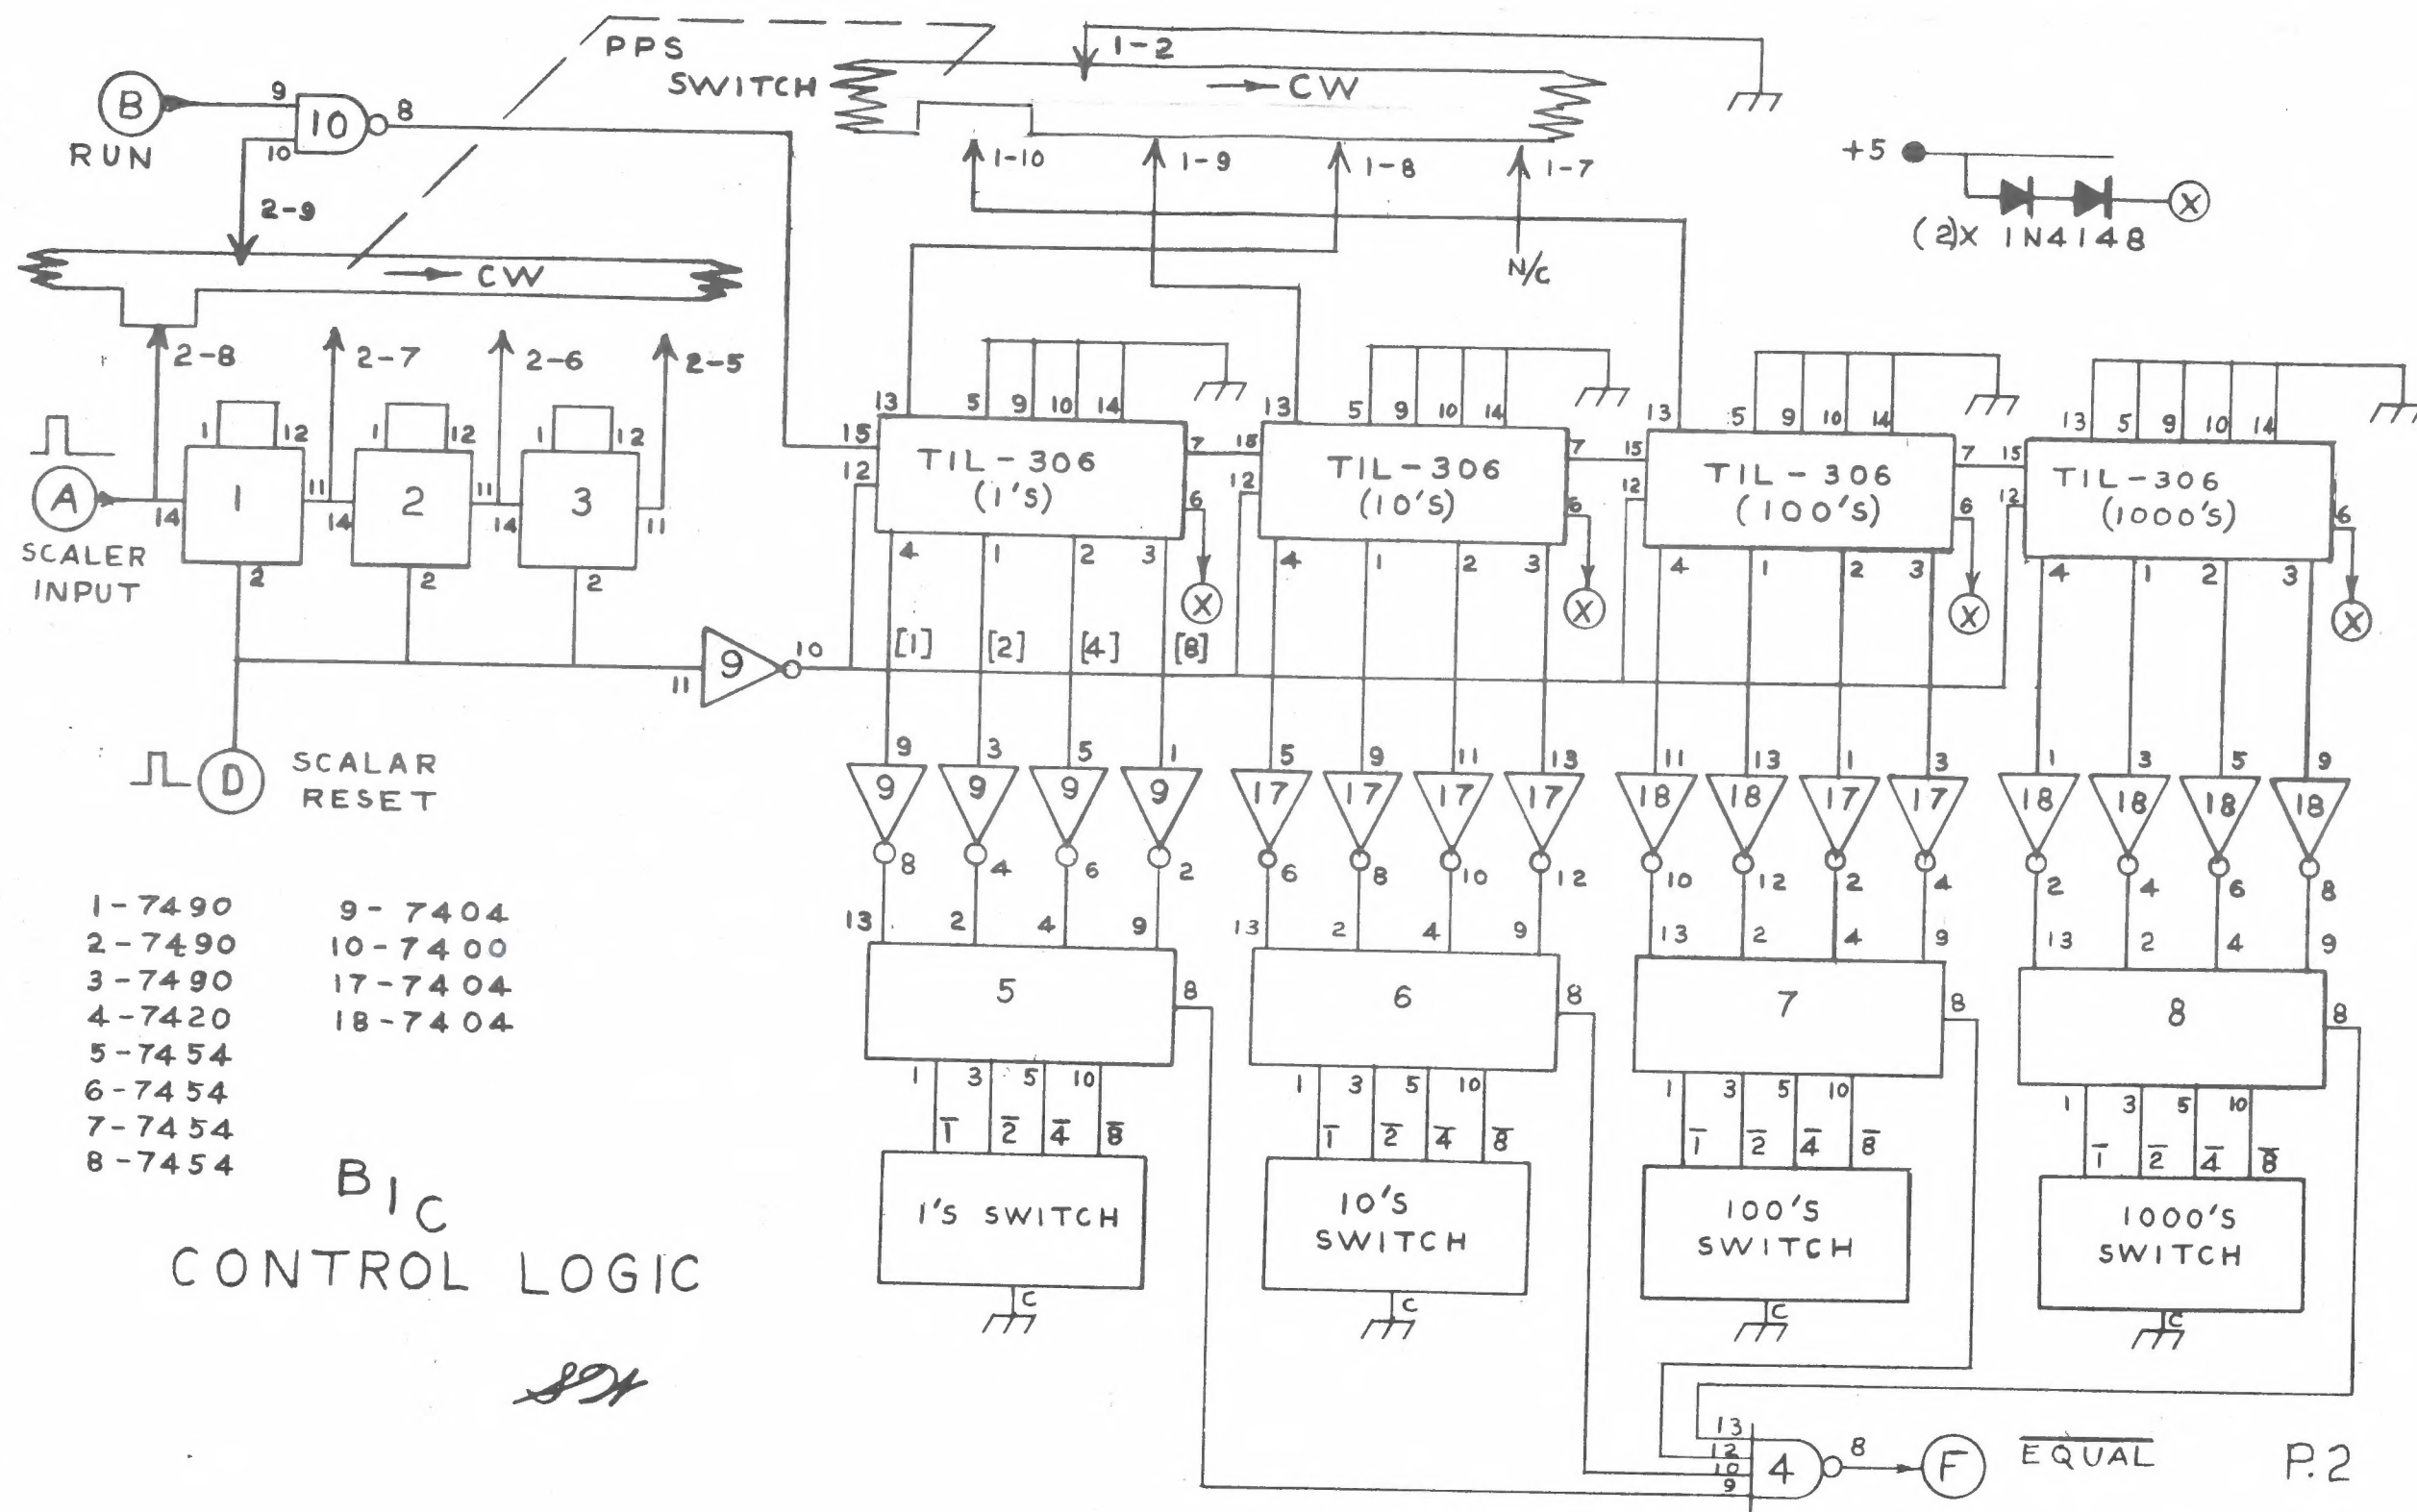 PPS
SWITCH
1-2
CW
B
RUN
9
10
10
8
2-9
CW
1-10
1-9
1-8
1-7
N/C
+5
X
(2)X 1N4148
2-8
2-7
2-6
2-5
A
SCALER
INPUT
14
1
12
1
2
11
14
1
12
2
2
11
14
1
12
3
2
11
13
5
9
10
14
15
12
TIL-306
(1'S)
7
6
X
4
1
2
3
13
5
9
10
14
15
12
TIL-306
(10'S)
7
6
X
4
1
2
3
13
5
9
10
14
15
12
TIL-306
(100'S)
7
6
X
4
1
2
3
13
5
9
10
14
15
12
TIL-306
(1000'S)
6
X
4
1
2
3
[1] [2] [4] [8]
11
9
10
D
SCALAR
RESET
9 3 5 1
9 9 9 9
8 4 6 2
5 9 11 13
17 17 17 17
6 8 10 12
11 13 1 3
18 18 17 17
10 12 2 4
1 3 5 9
18 18 18 18
2 4 6 8
13 2 4 9
5
8
1 3 5 10
1̅ 2̅ 4̅ 8̅
1'S SWITCH
C
13 2 4 9
6
8
1 3 5 10
1̅ 2̅ 4̅ 8̅
10'S
SWITCH
C
13 2 4 9
7
8
1 3 5 10
1̅ 2̅ 4̅ 8̅
100'S
SWITCH
C
13 2 4 9
8
8
1 3 5 10
1̅ 2̅ 4̅ 8̅
1000'S
SWITCH
C
1-7490
2-7490
3-7490
4-7420
5-7454
6-7454
7-7454
8-7454
9-7404
10-7400
17-7404
18-7404
BIC
CONTROL LOGIC
13
12
10
9
4
8
F
EQUAL
P.2